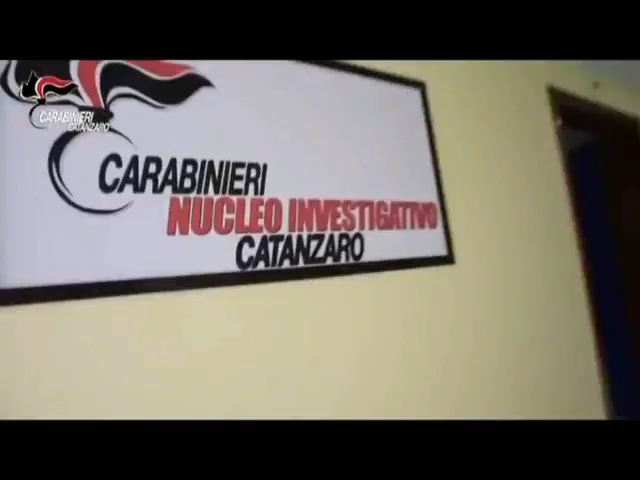 CARABINIERI
CATANZARO
CARABINIERI
NUCLEO INVESTIGATIVO
CATANZARO